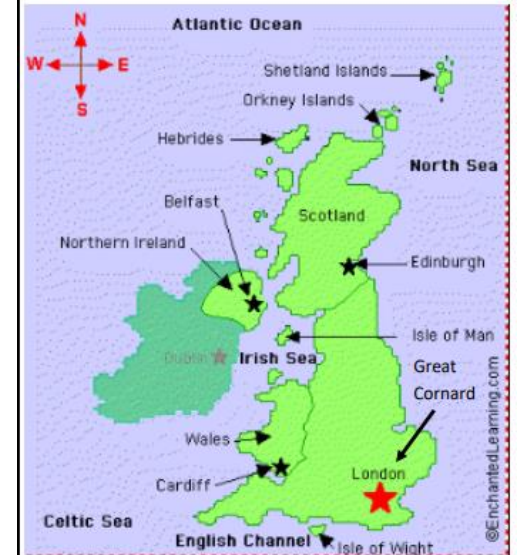 Atlantic Ocean
N
W E
S
Shetland Islands
Orkney Islands
Hebrides
North Sea
Belfast
Scotland
Northern Ireland
Edinburgh
Isle of Man
Dublin
Irish Sea
Great
Cornard
Wales
London
Cardiff
Celtic Sea
English Channel
Isle of Wight
©EnchantedLearning.com